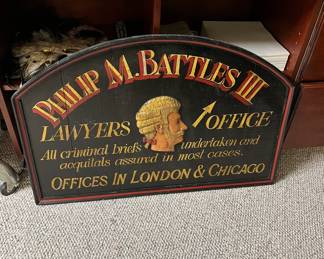 PHILIP M. BATTLES III
LAWYERS OFFICE
All criminal briefs undertaken and
acquitals assured in most cases.
OFFICES IN LONDON & CHICAGO